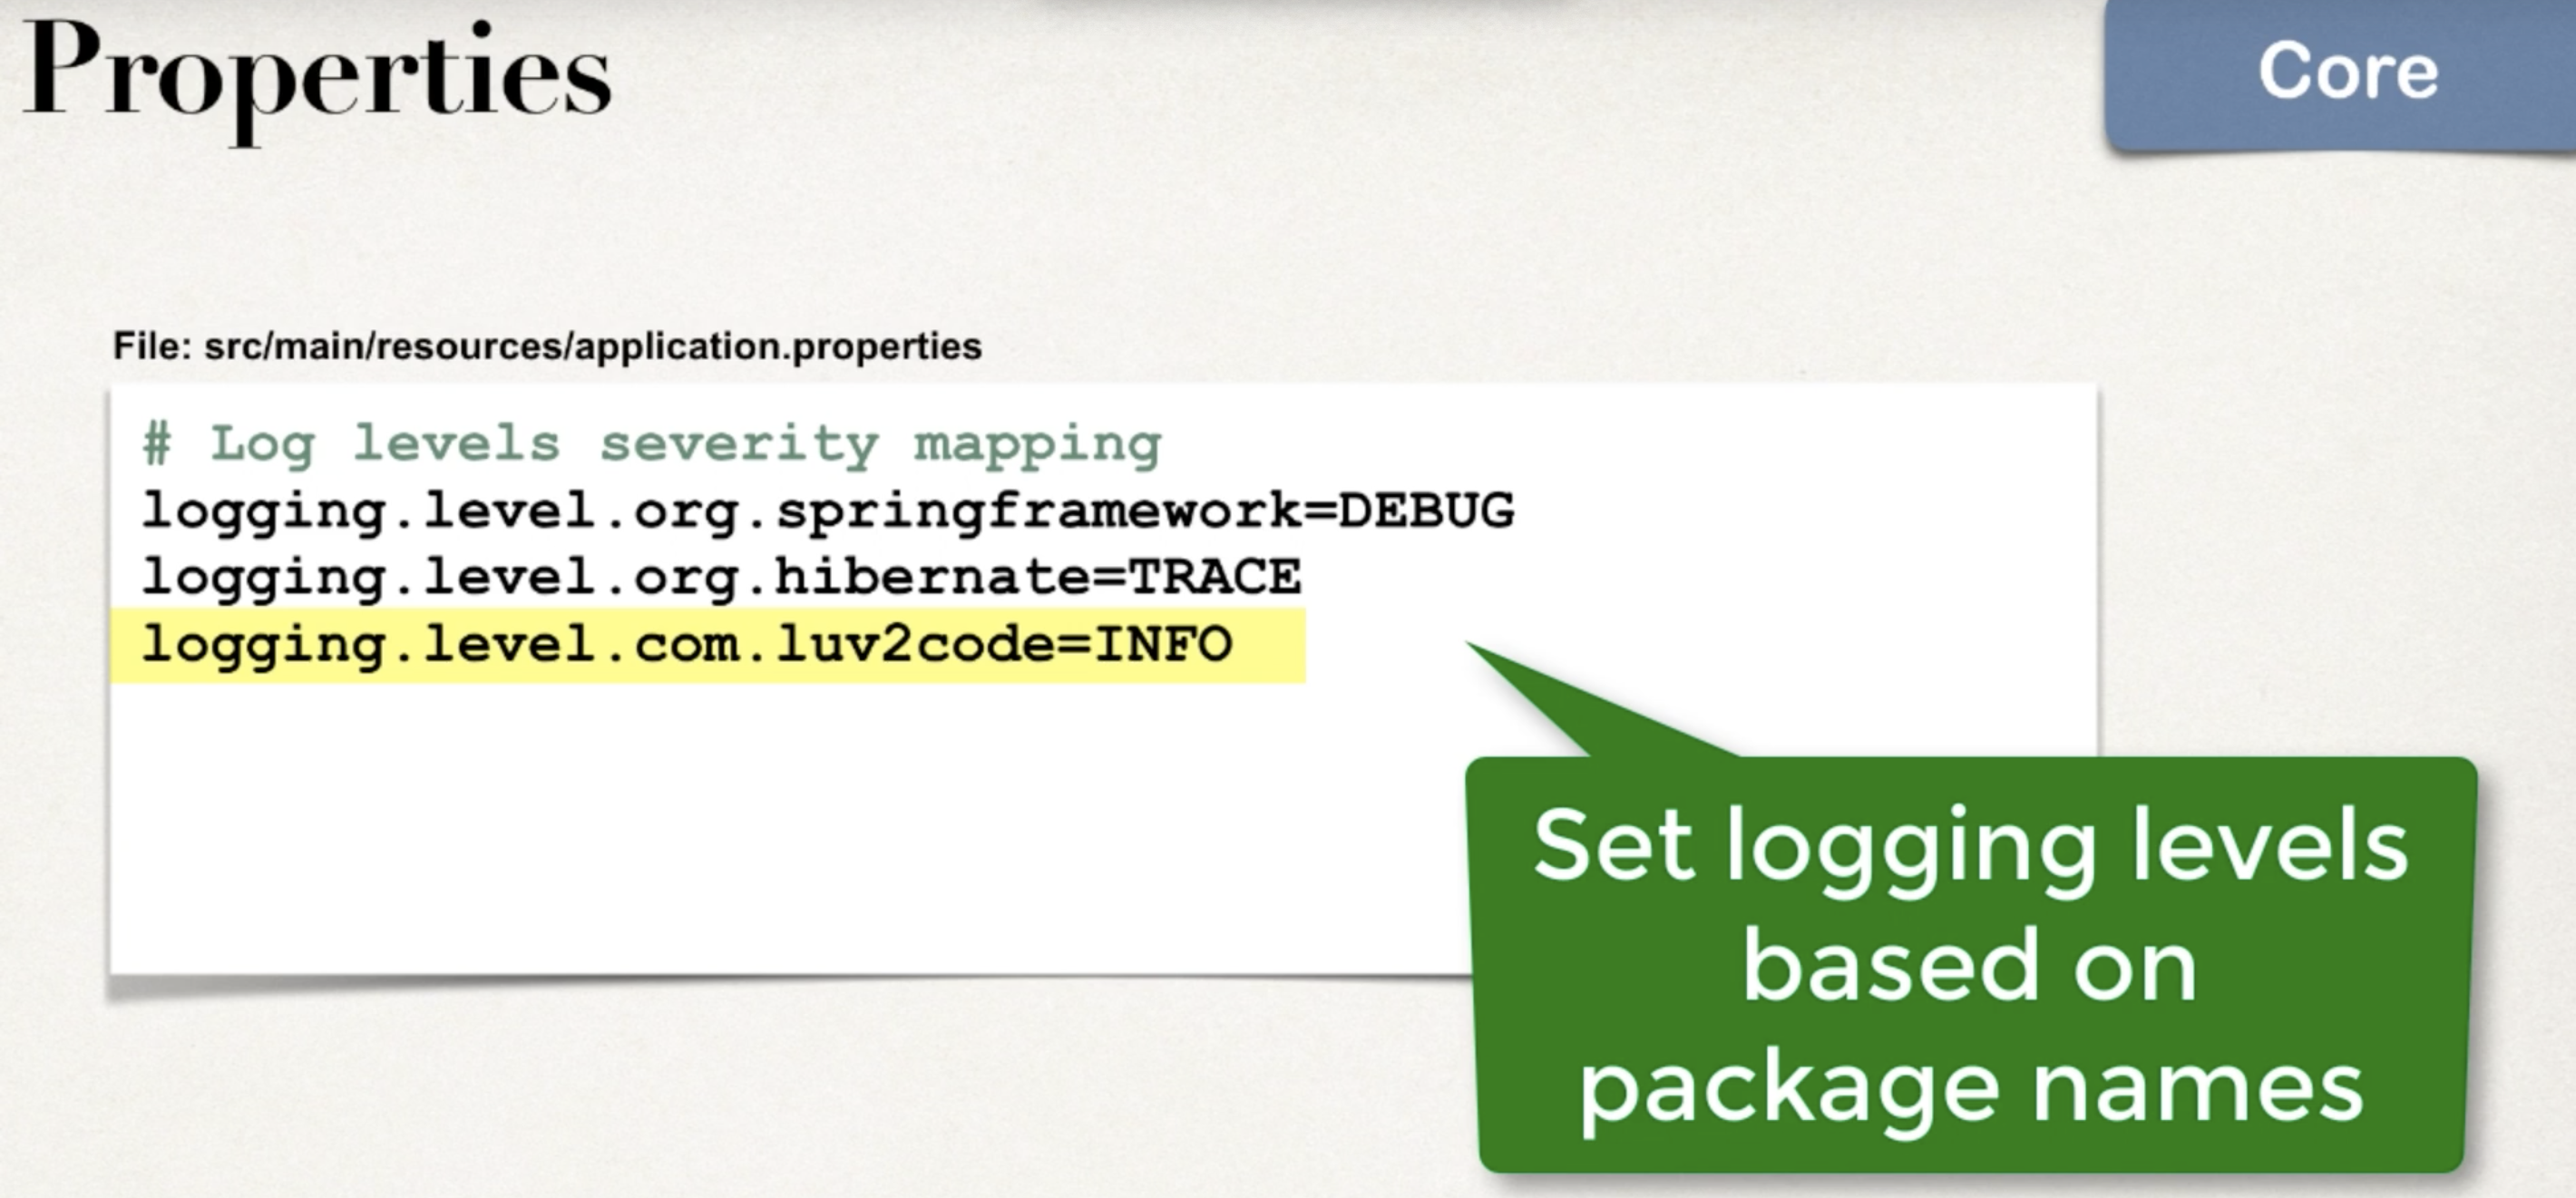 Properties
Core
File: src/main/resources/application.properties
# Log levels severity mapping
logging.level.org.springframework=DEBUG
logging.level.org.hibernate=TRACE
logging.level.com.luv2code=INFO
Set logging levels
based on
package names